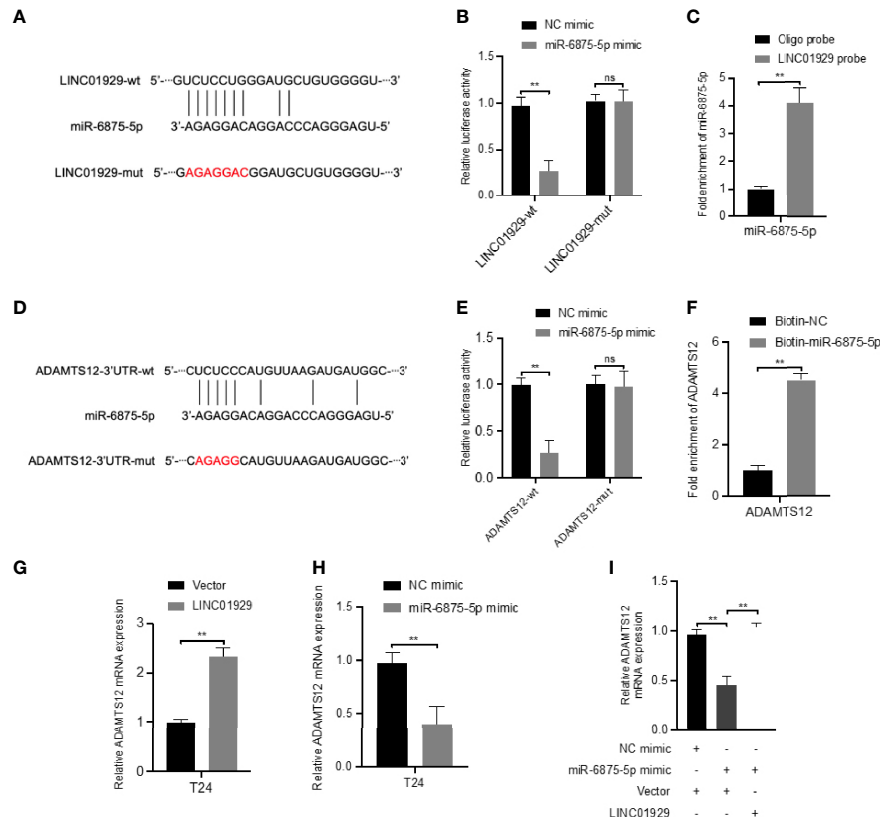 A
LINC01929-wt 5'-···GUCUCCUGGGAUGCUGUGGGGU-···3'
miR-6875-5p 3'-AGAGGACAGGACCCAGGGAGU-5'
LINC01929-mut 5'-···GAGAGGACGGAUGCUGUGGGGU-···3'
B
NC mimic
miR-6875-5p mimic
Relative luciferase activity
1.5
1.0
0.5
0.0
**
ns
LINC01929-wt
LINC01929-mut
C
Oligo probe
LINC01929 probe
Fold enrichment of miR-6875-5p
5
4
3
2
1
0
**
miR-6875-5p
D
ADAMTS12-3'UTR-wt 5'-···CUCUCCCAUGUUAAGAUGAUGGC-···3'
miR-6875-5p 3'-AGAGGACAGGACCCAGGGAGU-5'
ADAMTS12-3'UTR-mut 5'-···CAGAGGCAUGUUAAGAUGAUGGC-···3'
E
NC mimic
miR-6875-5p mimic
Relative luciferase activity
1.5
1.0
0.5
0.0
**
ns
ADAMTS12-wt
ADAMTS12-mut
F
Biotin-NC
Biotin-miR-6875-5p
Fold enrichment of ADAMTS12
6
4
2
0
**
ADAMTS12
G
Vector
LINC01929
Relative ADAMTS12 mRNA expression
3
2
1
0
**
T24
H
NC mimic
miR-6875-5p mimic
Relative ADAMTS12 mRNA expression
1.5
1.0
0.5
0.0
**
T24
I
Relative ADAMTS12
mRNA expression
1.5
1.0
0.5
0.0
** **
NC mimic + - -
miR-6875-5p mimic - + +
Vector + + -
LINC01929 - - +